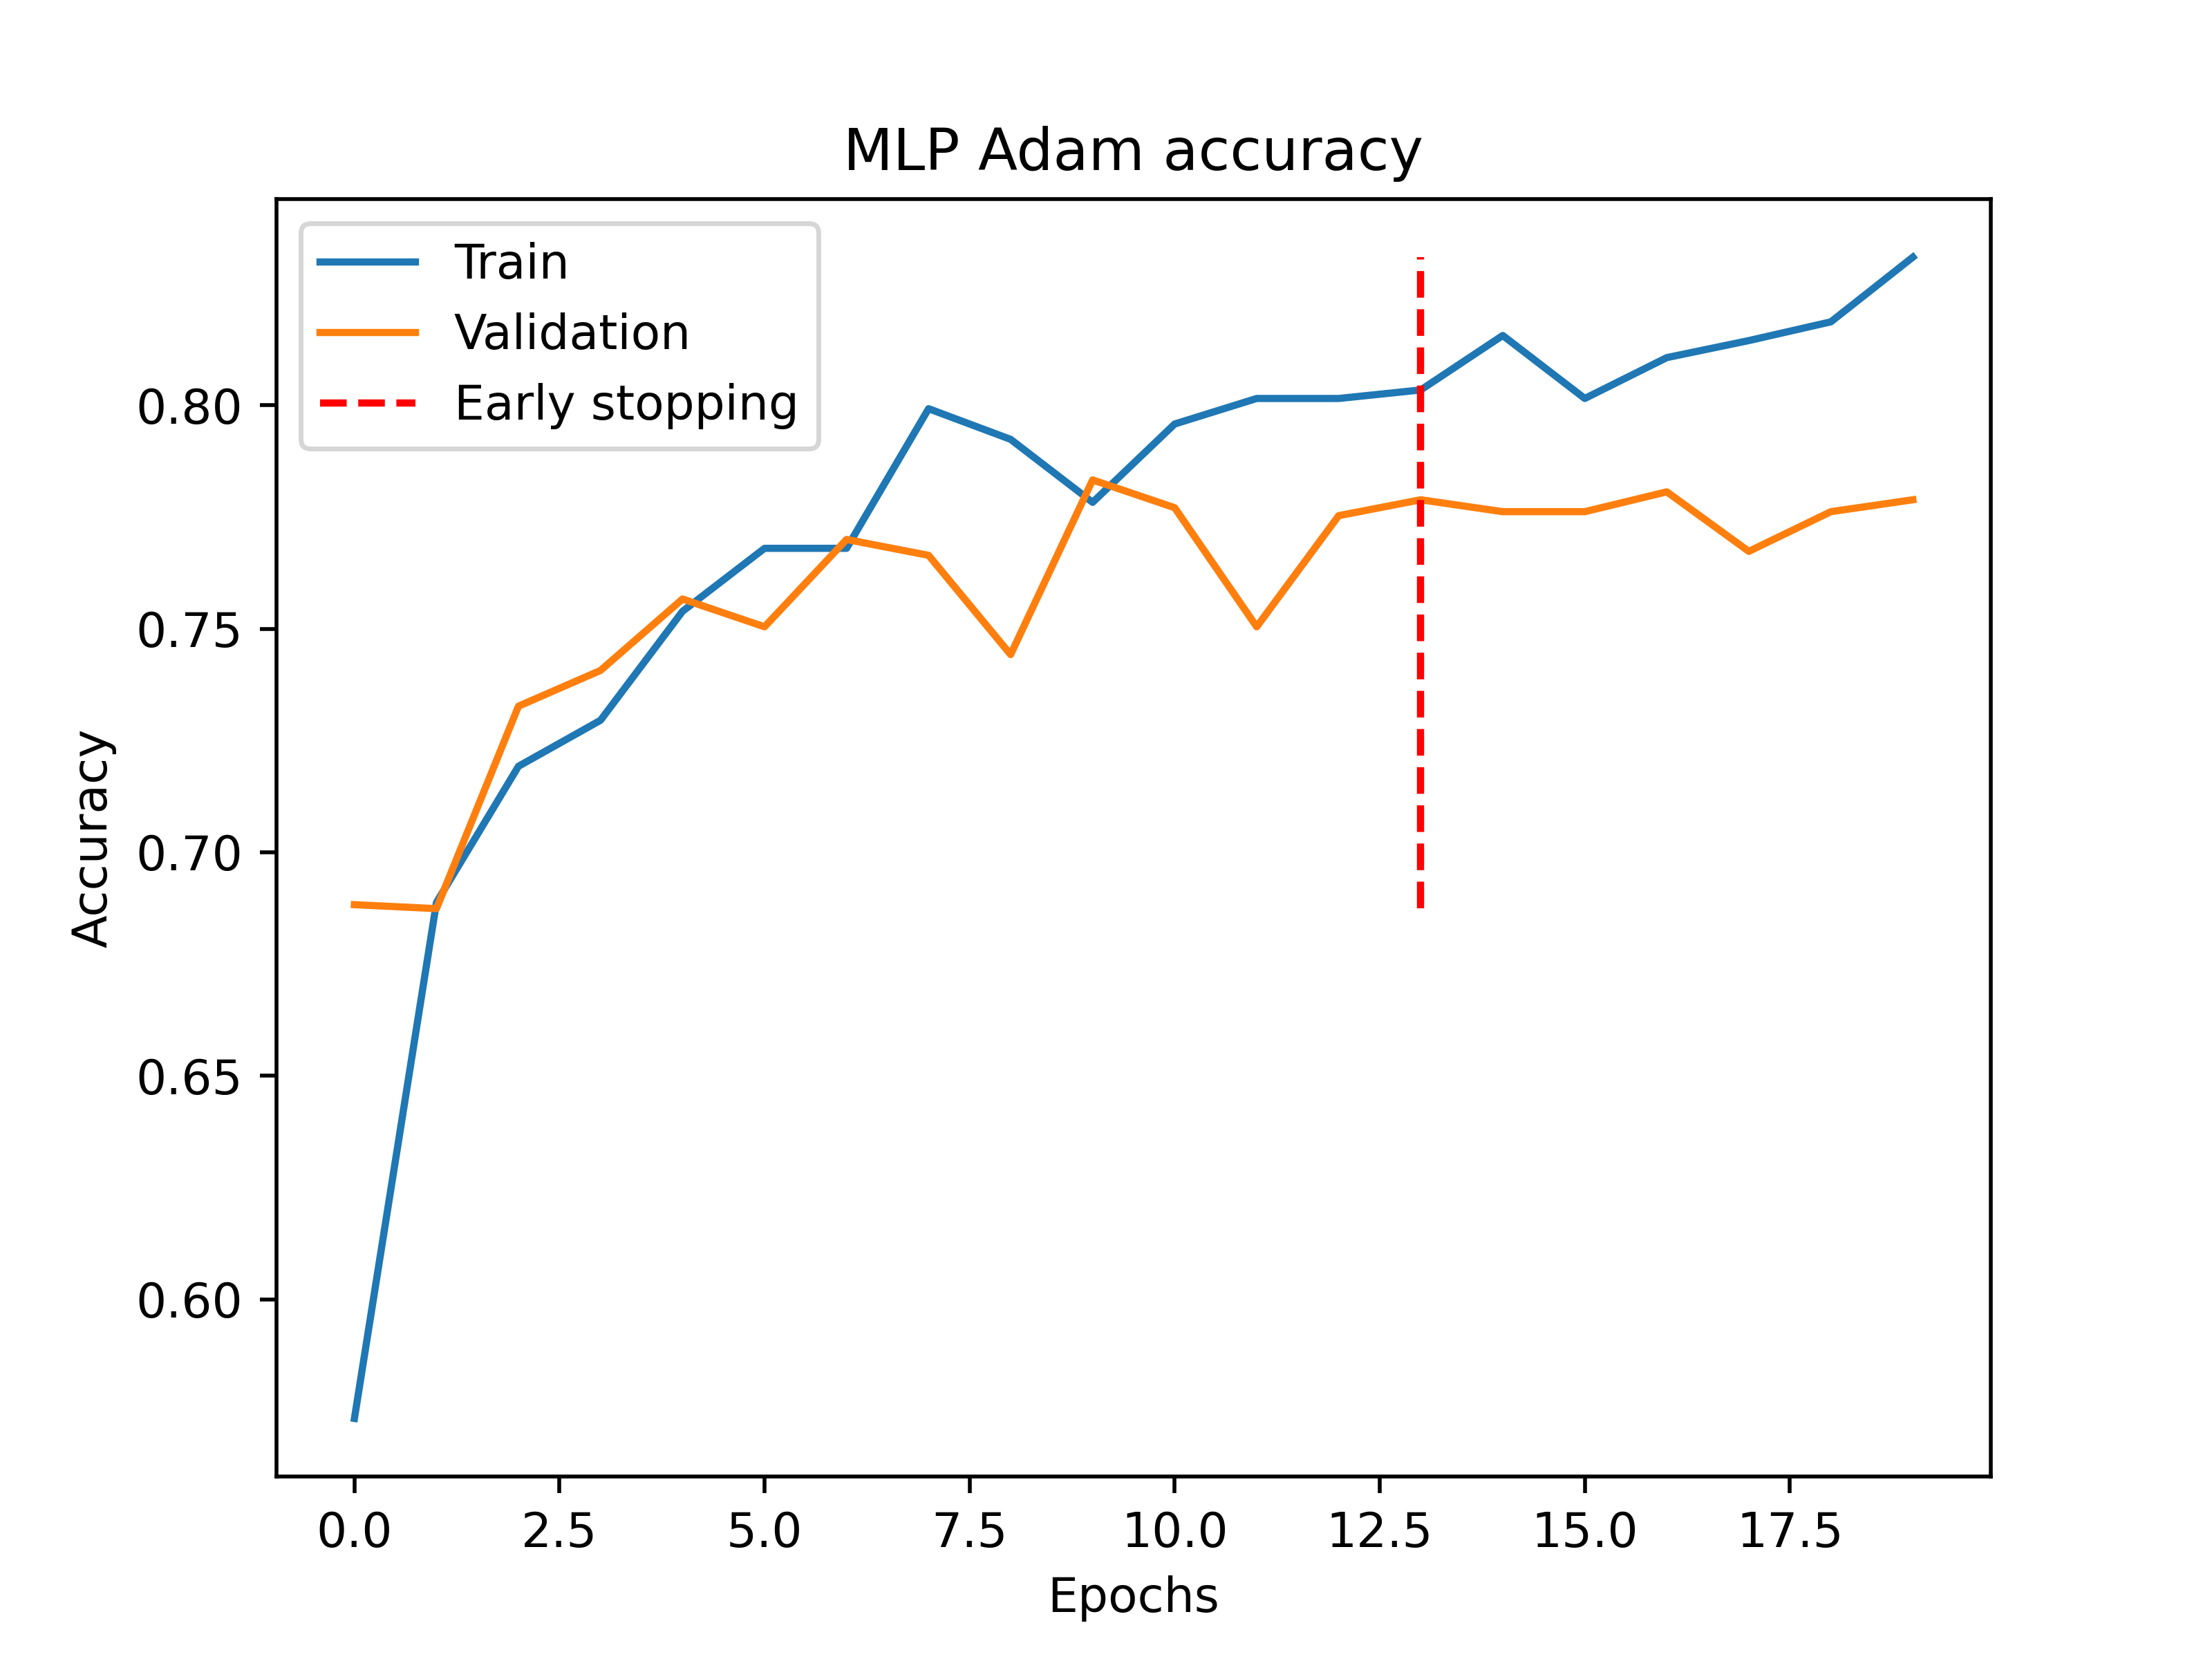 MLP Adam accuracy
Train
Validation
Early stopping
Accuracy
0.80
0.75
0.70
0.65
0.60
0.0 2.5 5.0 7.5 10.0 12.5 15.0 17.5
Epochs